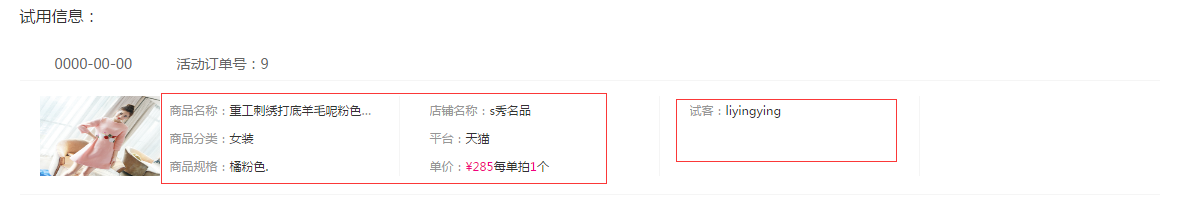 试用信息：
0000-00-00 活动订单号：9
商品名称：重工刺绣打底羊毛呢粉色... 店铺名称：s秀名品 试客：liyingying
商品分类：女装 平台：天猫
商品规格：橘粉色. 单价：¥285每单拍1个